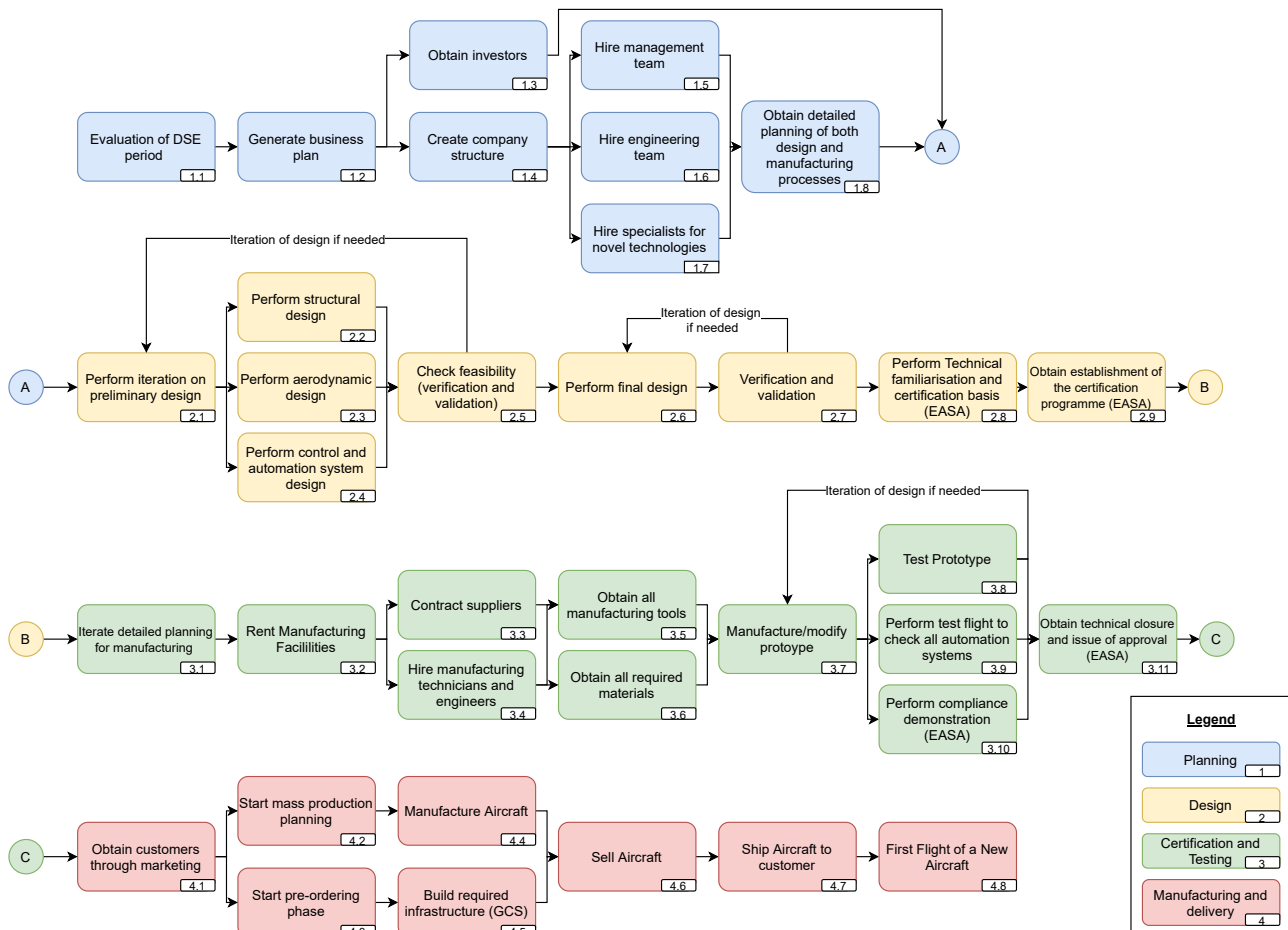 Obtain investors
1.3
Hire management
team
1.5
Evaluation of DSE
period
1.1
Generate business
plan
1.2
Create company
structure
1.4
Hire engineering
team
1.6
Obtain detailed
planning of both
design and
manufacturing
processes
1.8
A
Hire specialists for
novel technologies
1.7
Iteration of design if needed
Perform structural
design
2.2
Iteration of design
if needed
A
Perform iteration on
preliminary design
2.1
Perform aerodynamic
design
2.3
Check feasibility
(verification and
validation)
2.5
Perform final design
2.6
Verification and
validation
2.7
Perform Technical
familiarisation and
certification basis
(EASA)
2.8
Obtain establishment of
the certification
programme (EASA)
2.9
B
Perform control and
automation system
design
2.4
Iteration of design if needed
Test Prototype
3.8
B
Iterate detailed planning
for manufacturing
3.1
Rent Manufacturing
Facililities
3.2
Contract suppliers
3.3
Hire manufacturing
technicians and
engineers
3.4
Obtain all
manufacturing tools
3.5
Obtain all required
materials
3.6
Manufacture/modify
protoype
3.7
Perform test flight to
check all automation
systems
3.9
Perform compliance
demonstration
(EASA)
3.10
Obtain technical closure
and issue of approval
(EASA)
3.11
C
C
Obtain customers
through marketing
4.1
Start mass production
planning
4.2
Manufacture Aircraft
4.4
Start pre-ordering
phase
Build required
infrastructure (GCS)
Sell Aircraft
4.6
Ship Aircraft to
customer
4.7
First Flight of a New
Aircraft
4.8
Legend
Planning
1
Design
2
Certification and
Testing
3
Manufacturing and
delivery
4